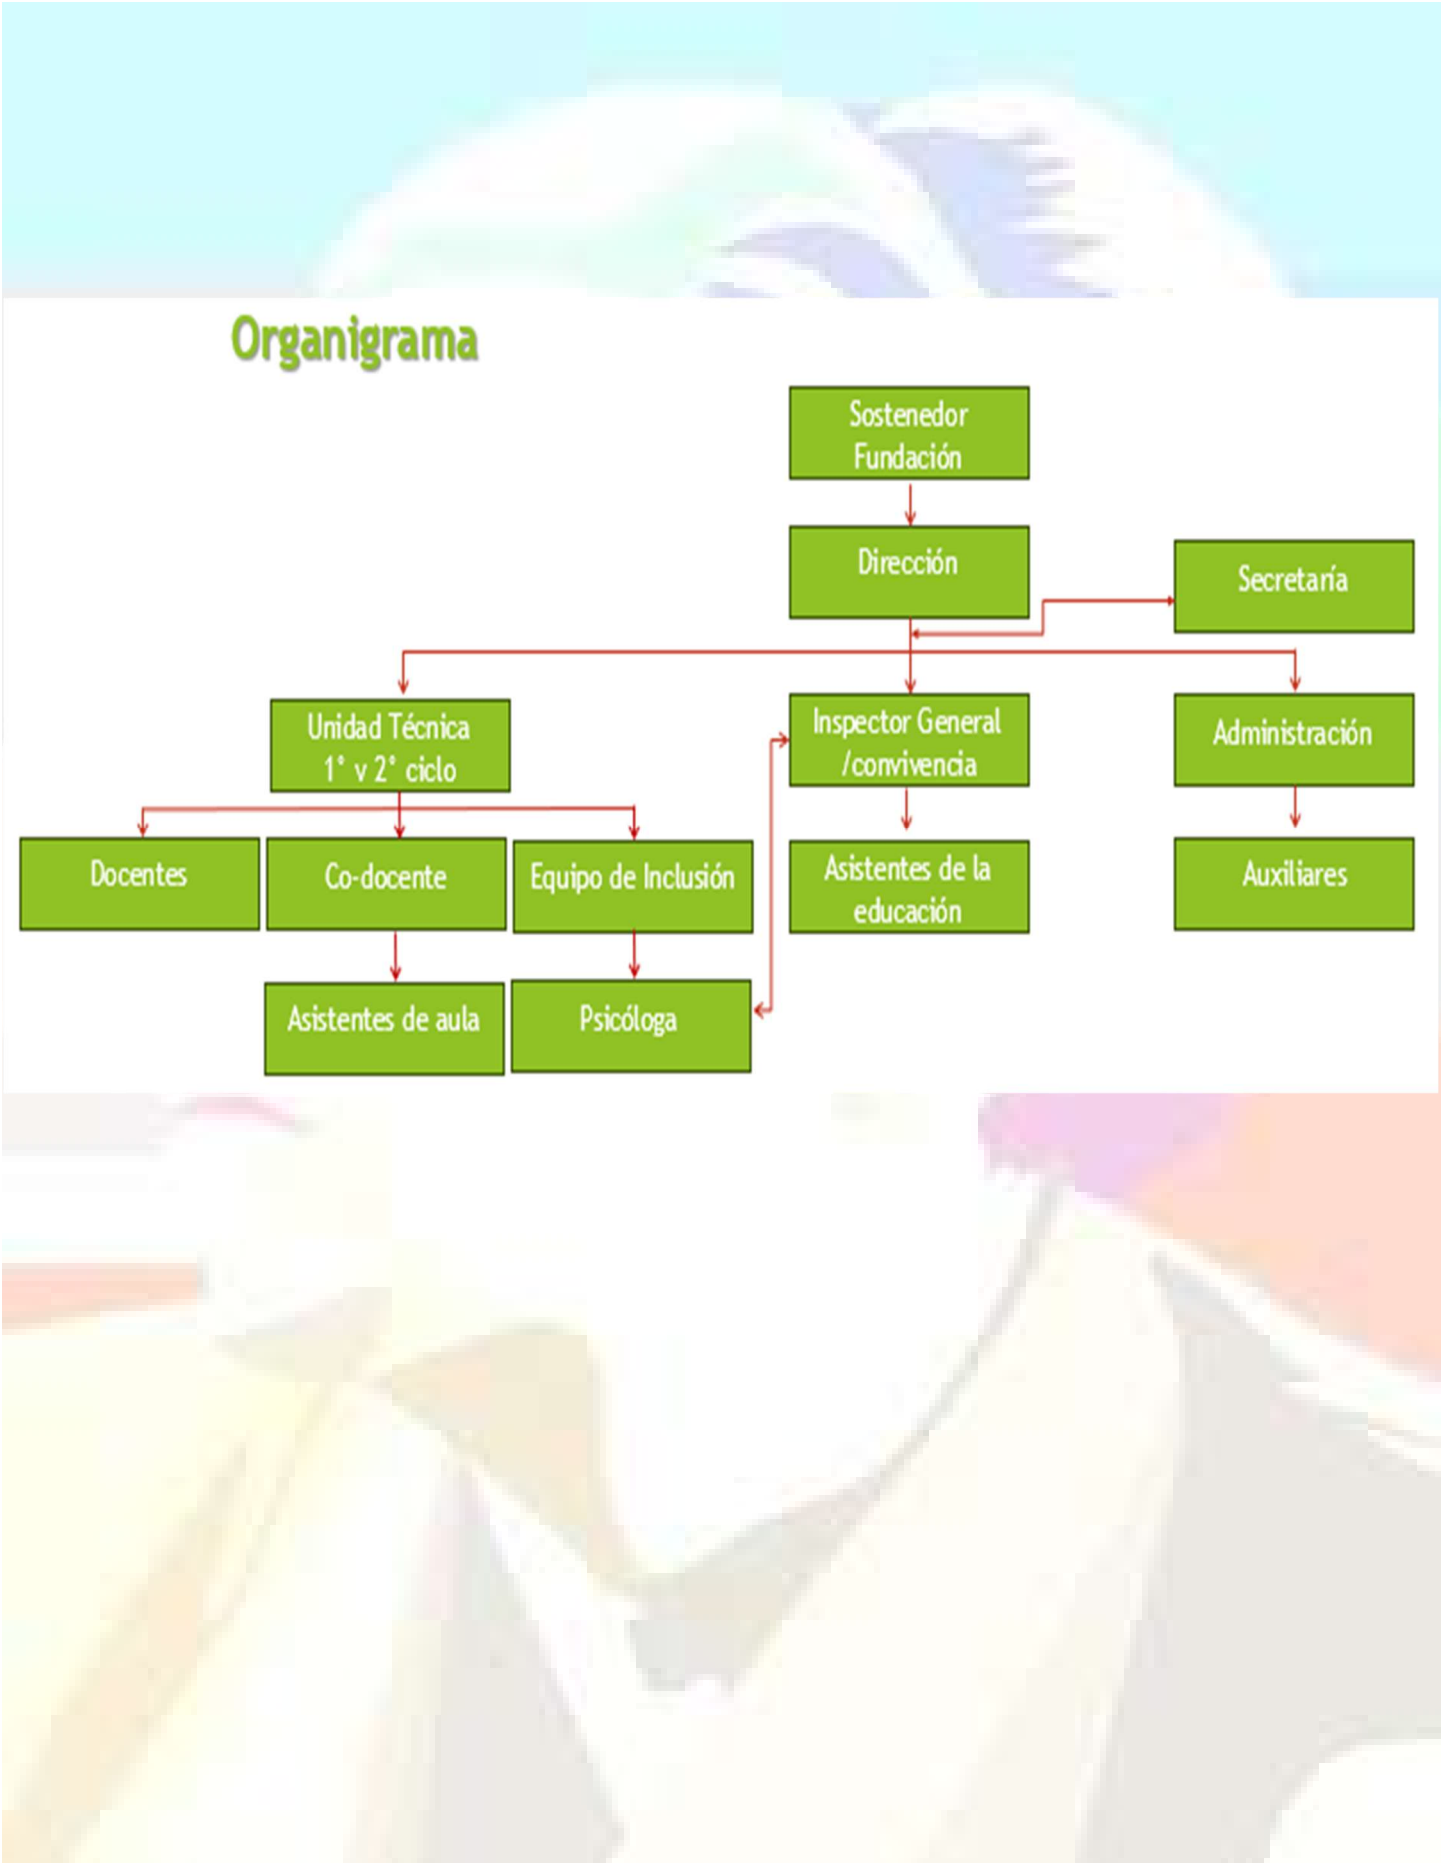 Organigrama
Sostenedor
Fundación
Dirección
Secretaría
Unidad Técnica
1° v 2° ciclo
Inspector General
/convivencia
Administración
Docentes
Co-docente
Equipo de Inclusión
Asistentes de la
educación
Auxiliares
Asistentes de aula
Psicóloga